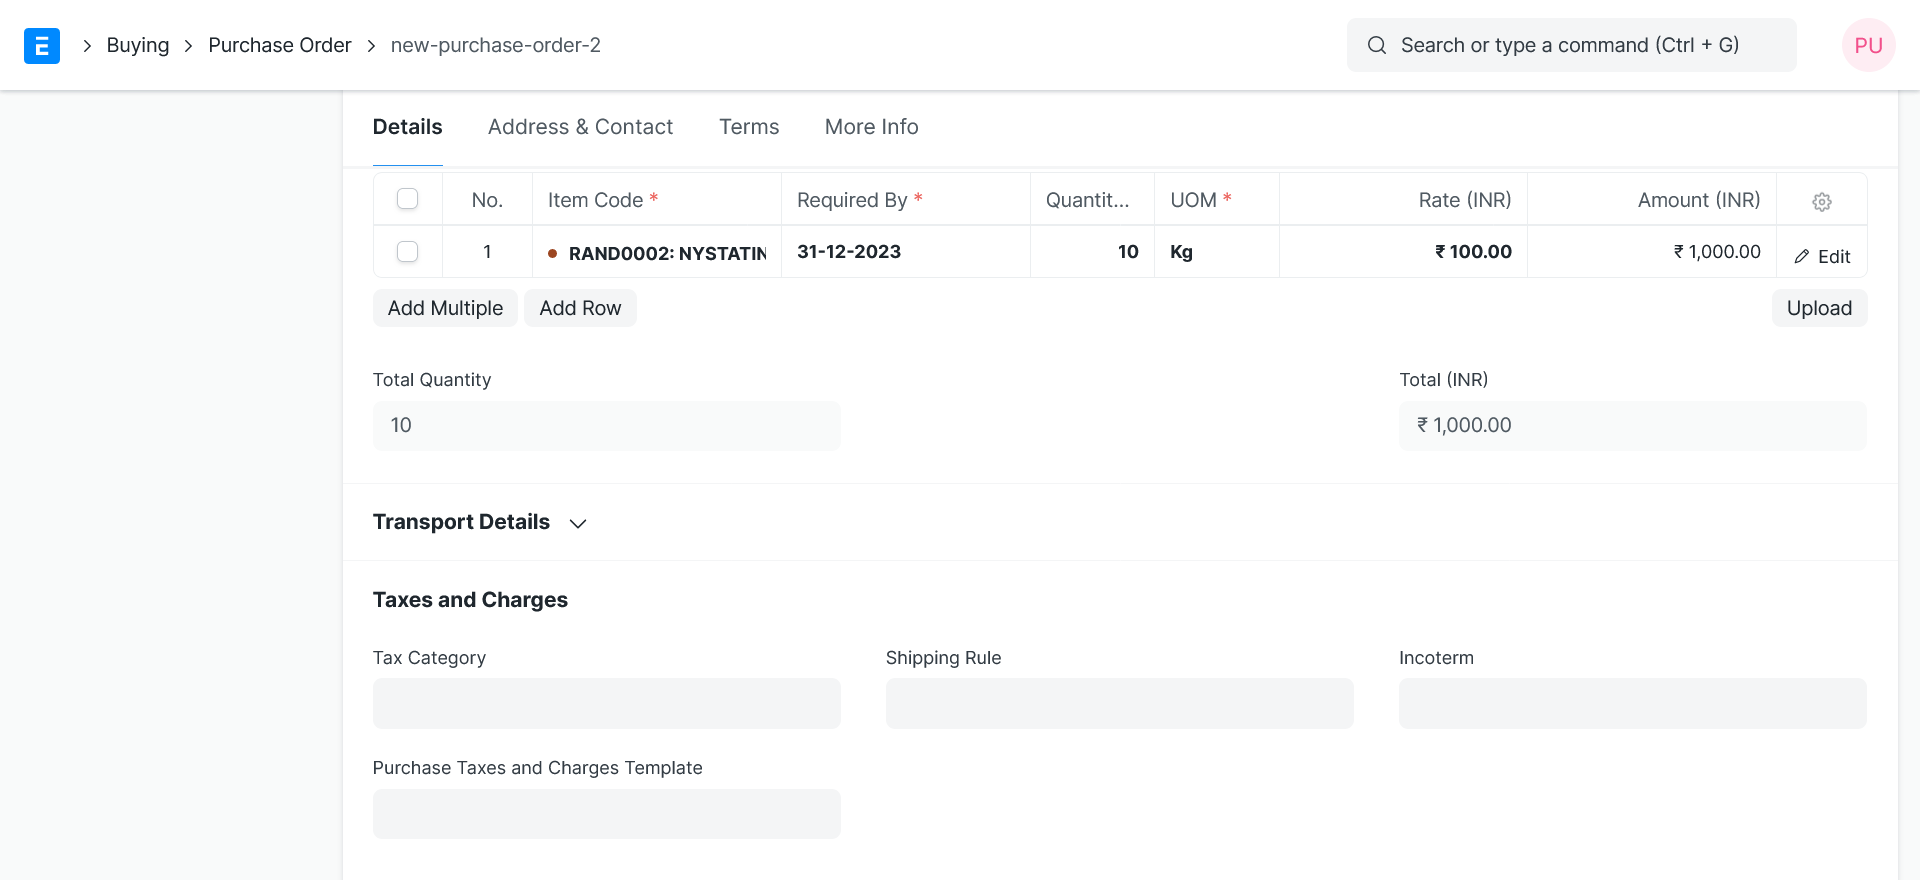 E > Buying > Purchase Order > new-purchase-order-2 Search or type a command (Ctrl + G) PU
Details Address & Contact Terms More Info
No. Item Code * Required By * Quantit... UOM * Rate (INR) Amount (INR)
1 RAND0002: NYSTATIN 31-12-2023 10 Kg ₹ 100.00 ₹ 1,000.00 Edit
Add Multiple Add Row Upload
Total Quantity Total (INR)
10 ₹ 1,000.00
Transport Details
Taxes and Charges
Tax Category Shipping Rule Incoterm
Purchase Taxes and Charges Template